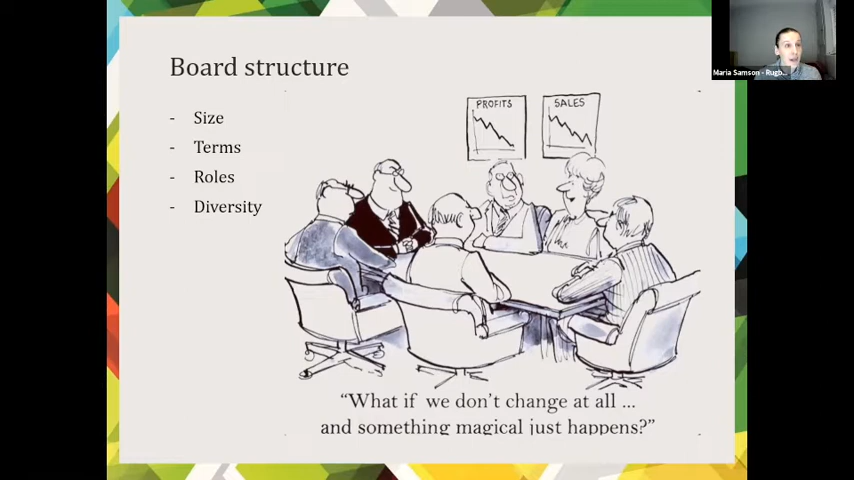 Board structure
- Size
- Terms
- Roles
- Diversity
PROFITS
SALES
“What if we don’t change at all ...
and something magical just happens?”
Maria Samson - Rugb...